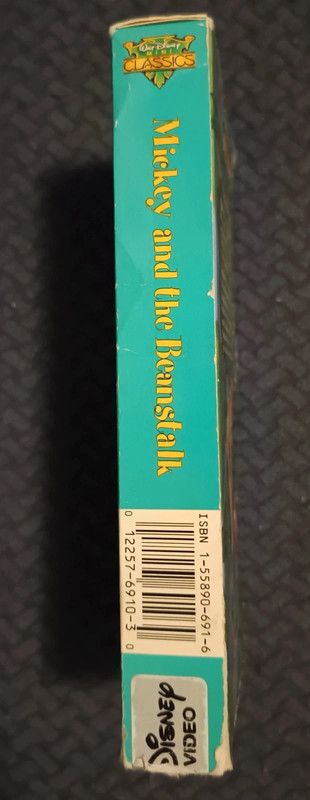 Walt Disney
MINI
CLASSICS
Mickey and the Beanstalk
ISBN 1-55890-691-6
0 12257-6910-3 0
DISNEY
VIDEO